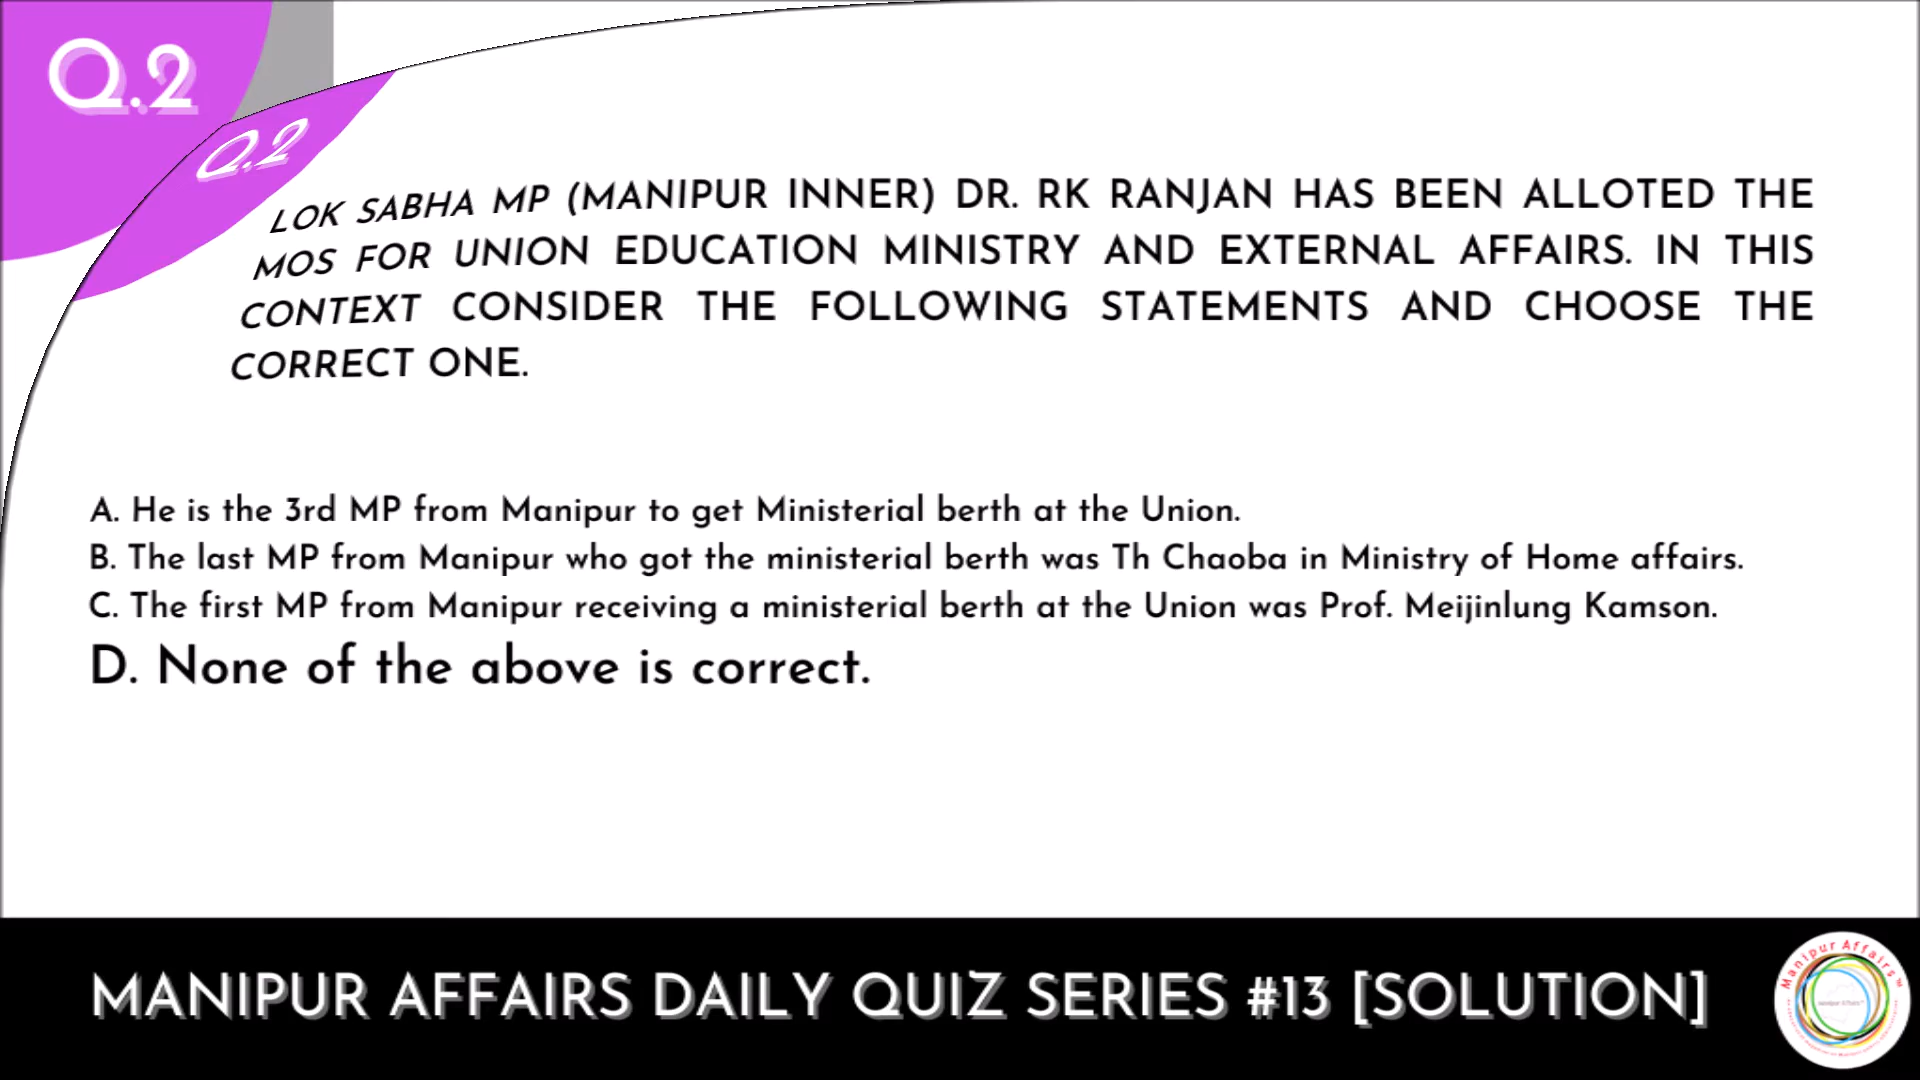 Q.2
Q.2
LOK SABHA MP (MANIPUR INNER) DR. RK RANJAN HAS BEEN ALLOTED THE
MOS FOR UNION EDUCATION MINISTRY AND EXTERNAL AFFAIRS. IN THIS
CONTEXT CONSIDER THE FOLLOWING STATEMENTS AND CHOOSE THE
CORRECT ONE.
A. He is the 3rd MP from Manipur to get Ministerial berth at the Union.
B. The last MP from Manipur who got the ministerial berth was Th Chaoba in Ministry of Home affairs.
C. The first MP from Manipur receiving a ministerial berth at the Union was Prof. Meijinlung Kamson.
D. None of the above is correct.
MANIPUR AFFAIRS DAILY QUIZ SERIES #13 [SOLUTION]
Manipur Affairs